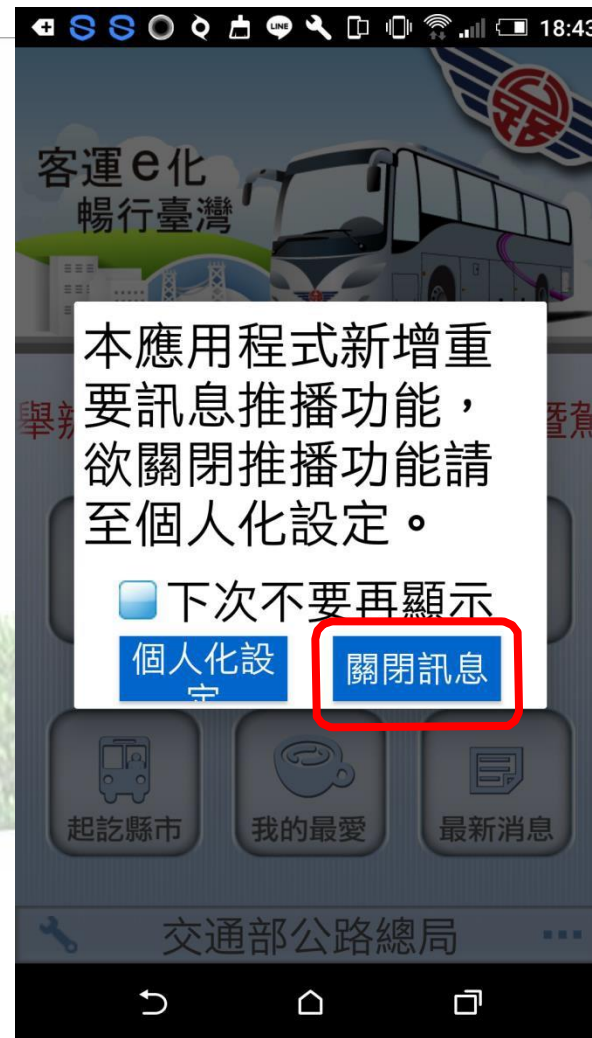 LINE
18:43
客運e化
暢行臺灣
本應用程式新增重
要訊息推播功能，
欲關閉推播功能請
至個人化設定。
下次不要再顯示
個人化設
定
關閉訊息
起訖縣市
我的最愛
最新消息
交通部公路總局